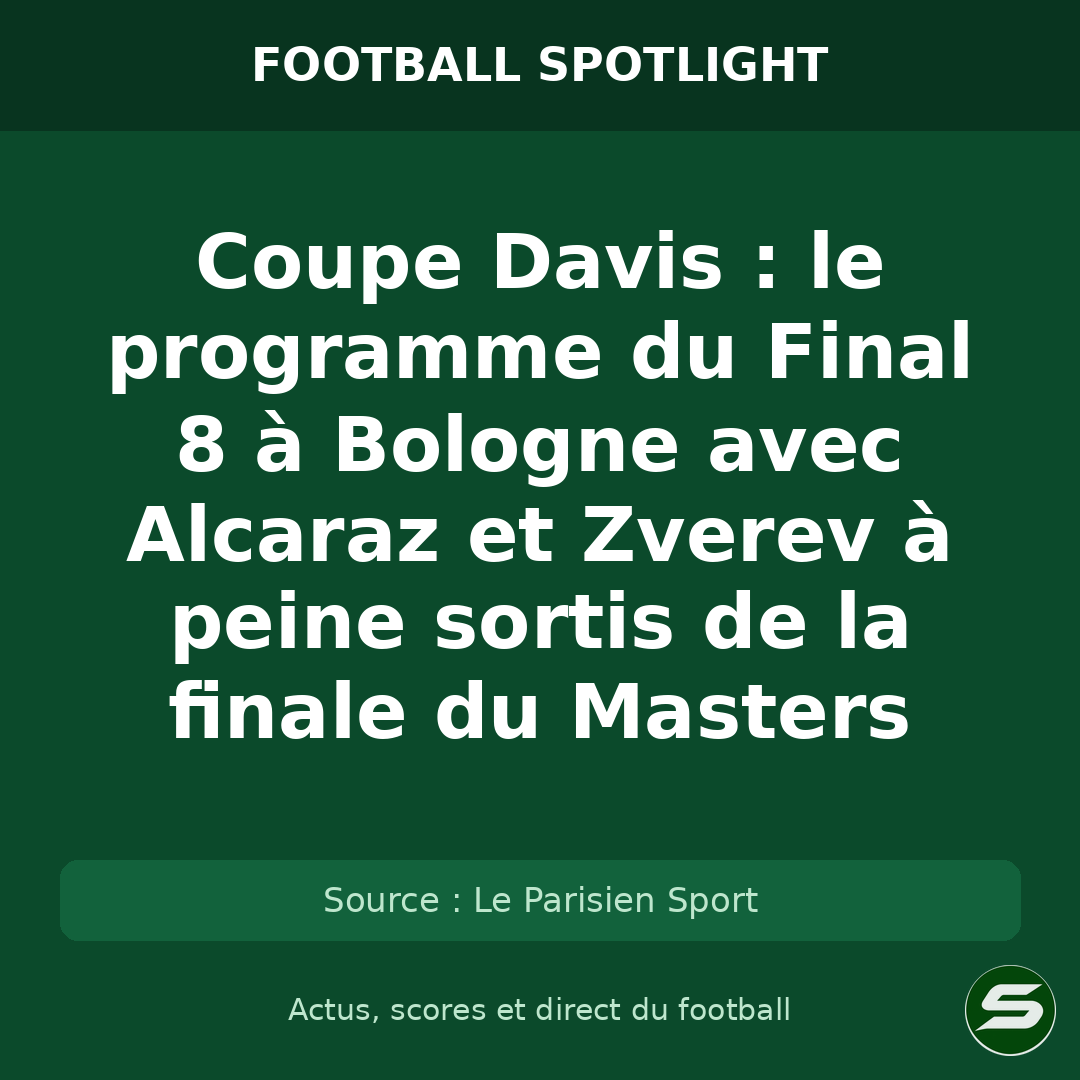 FOOTBALL SPOTLIGHT
Coupe Davis : le
programme du Final
8 à Bologne avec
Alcaraz et Zverev à
peine sortis de la
finale du Masters
Source : Le Parisien Sport
Actus, scores et direct du football
S